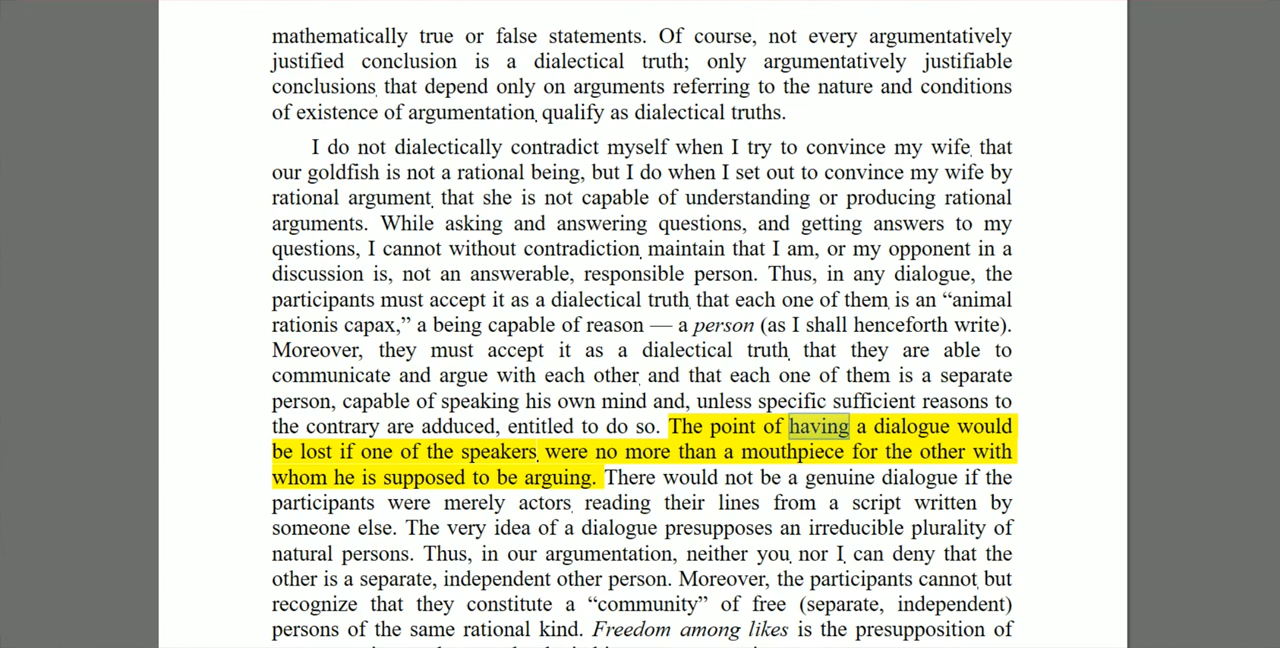 mathematically true or false statements. Of course, not every argumentatively
justified conclusion is a dialectical truth; only argumentatively justifiable
conclusions that depend only on arguments referring to the nature and conditions
of existence of argumentation qualify as dialectical truths.
I do not dialectically contradict myself when I try to convince my wife that
our goldfish is not a rational being, but I do when I set out to convince my wife by
rational argument that she is not capable of understanding or producing rational
arguments. While asking and answering questions, and getting answers to my
questions, I cannot without contradiction maintain that I am, or my opponent in a
discussion is, not an answerable, responsible person. Thus, in any dialogue, the
participants must accept it as a dialectical truth that each one of them is an “animal
rationis capax,” a being capable of reason — a person (as I shall henceforth write).
Moreover, they must accept it as a dialectical truth that they are able to
communicate and argue with each other and that each one of them is a separate
person, capable of speaking his own mind and, unless specific sufficient reasons to
the contrary are adduced, entitled to do so. The point of having a dialogue would
be lost if one of the speakers were no more than a mouthpiece for the other with
whom he is supposed to be arguing. There would not be a genuine dialogue if the
participants were merely actors reading their lines from a script written by
someone else. The very idea of a dialogue presupposes an irreducible plurality of
natural persons. Thus, in our argumentation, neither you nor I can deny that the
other is a separate, independent other person. Moreover, the participants cannot but
recognize that they constitute a “community” of free (separate, independent)
persons of the same rational kind. Freedom among likes is the presupposition of